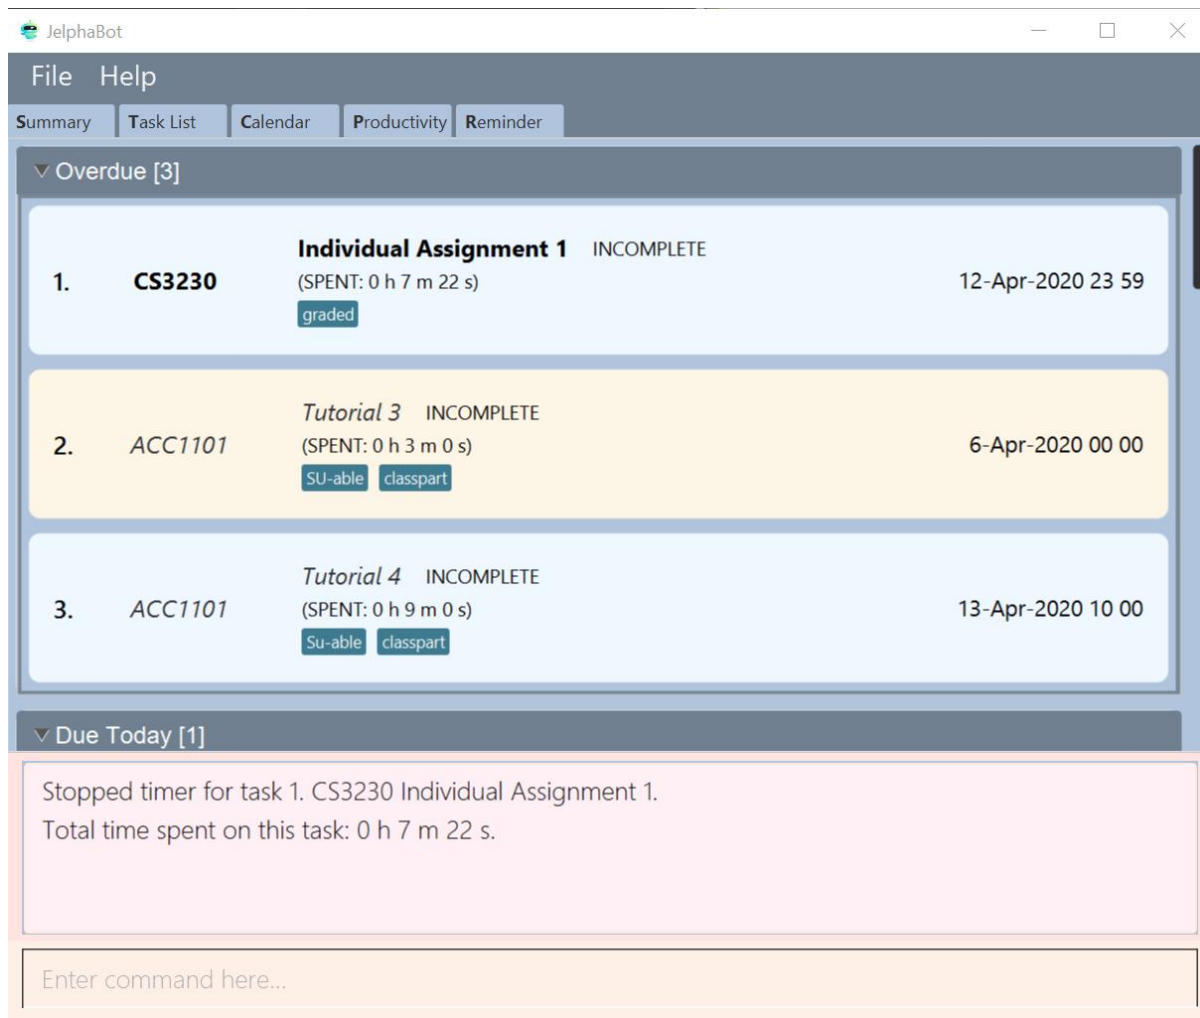 JelphaBot
File Help
Summary Task List Calendar Productivity Reminder
Overdue [3]
Individual Assignment 1 INCOMPLETE
1. CS3230 (SPENT: 0 h 7 m 22 s) 12-Apr-2020 23 59
graded
Tutorial 3 INCOMPLETE
2. ACC1101 (SPENT: 0 h 3 m 0 s) 6-Apr-2020 00 00
SU-able classpart
Tutorial 4 INCOMPLETE
3. ACC1101 (SPENT: 0 h 9 m 0 s) 13-Apr-2020 10 00
Su-able classpart
Due Today [1]
Stopped timer for task 1. CS3230 Individual Assignment 1.
Total time spent on this task: 0 h 7 m 22 s.
Enter command here...